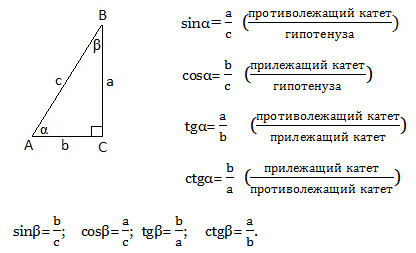 B
β
c
a
α
A
b
C
sinα= a/c (противолежащий катет/гипотенуза)
cosα= b/c (прилежащий катет/гипотенуза)
tgα= a/b (противолежащий катет/прилежащий катет)
ctgα= b/a (прилежащий катет/противолежащий катет)
sinβ= b/c; cosβ= a/c; tgβ= b/a; ctgβ= a/b.